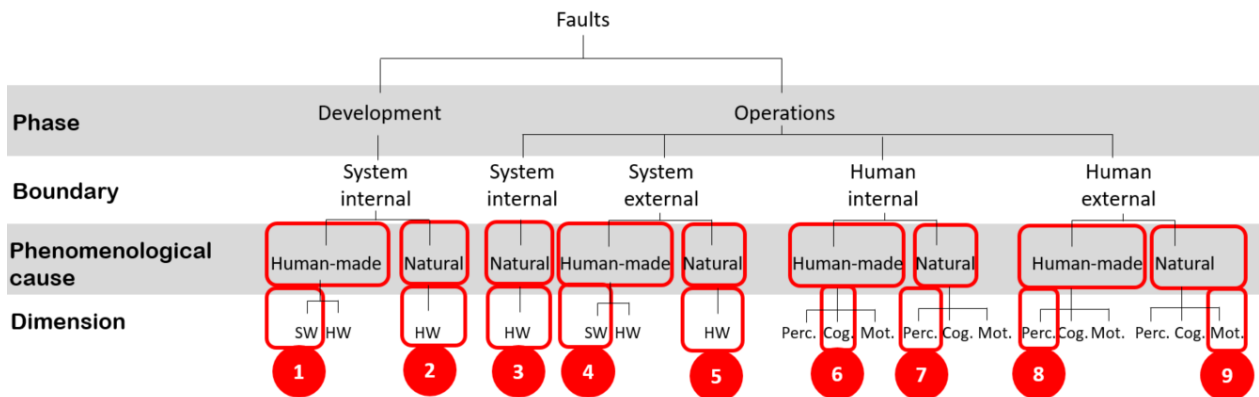 Faults
Phase Development Operations
Boundary System internal System internal System external Human internal Human external
Phenomenological cause Human-made Natural Natural Human-made Natural Human-made Natural Human-made Natural
Dimension SW HW HW HW SW HW HW Perc. Cog. Mot. Perc. Cog. Mot. Perc. Cog. Mot. Perc. Cog. Mot.
1 2 3 4 5 6 7 8 9